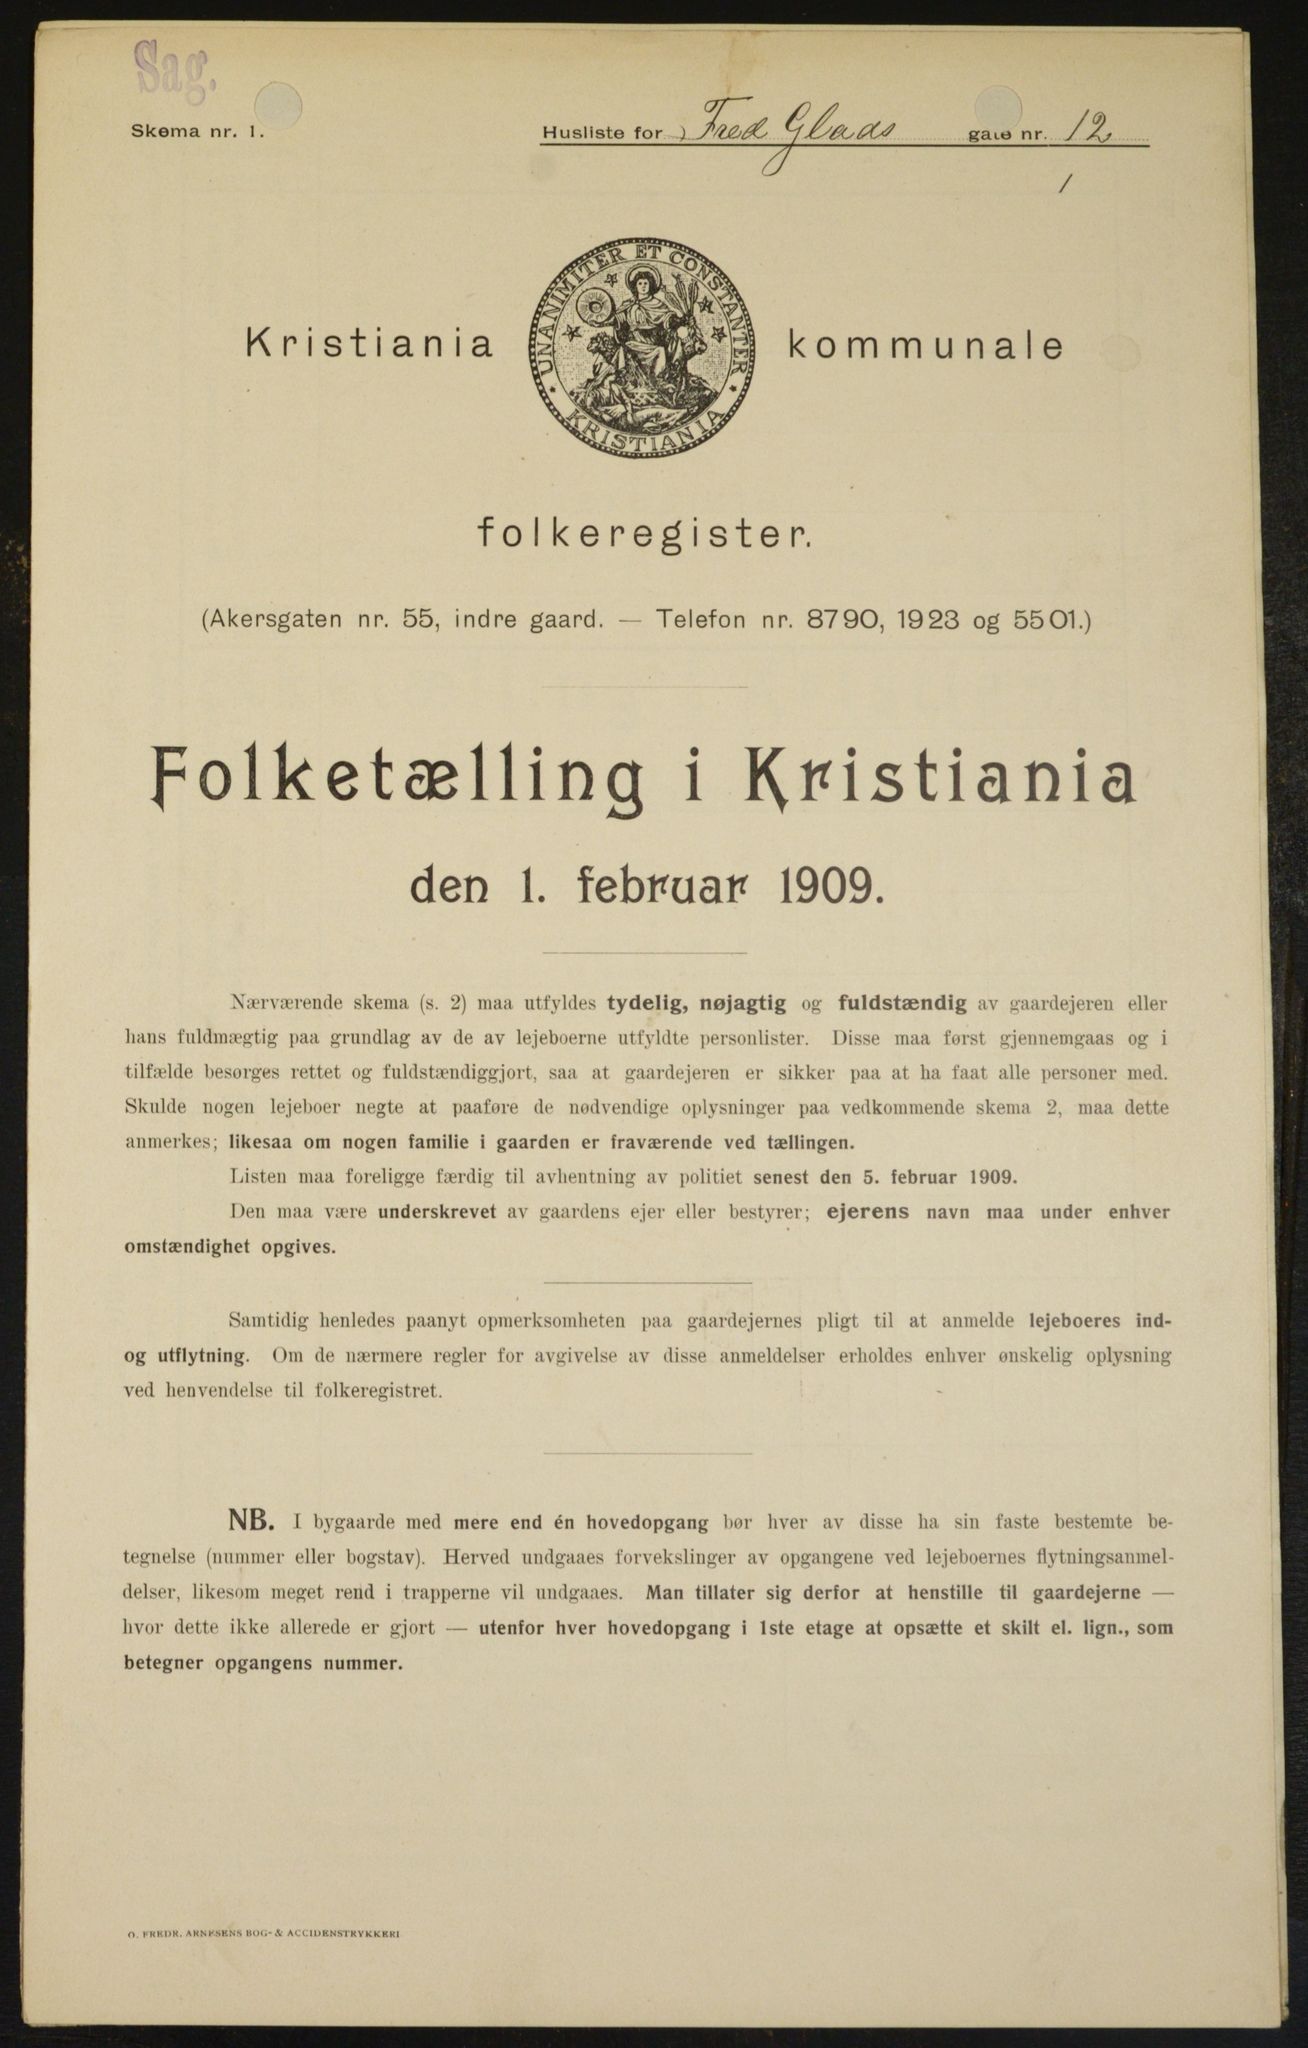 Sag.
Skema nr. 1.
Husliste for Fred Glads gate nr. 12
1
UNANIMITER ET CONSTANTER
KRISTIANIA
Kristiania kommunale
folkeregister.
(Akersgaten nr. 55, indre gaard. — Telefon nr. 8790, 1923 og 5501.)
Folketælling i Kristiania
den 1. februar 1909.
Nærværende skema (s. 2) maa utfyldes tydelig, nøjagtig og fuldstændig av gaardejeren eller
hans fuldmægtig paa grundlag av de av lejeboerne utfyldte personlister. Disse maa først gjennemgaas og i
tilfælde besørges rettet og fuldstændiggjort, saa at gaardejeren er sikker paa at ha faat alle personer med.
Skulde nogen lejeboer negte at paaføre de nødvendige oplysninger paa vedkommende skema 2, maa dette
anmerkes; likesaa om nogen familie i gaarden er fraværende ved tællingen.
Listen maa foreligge færdig til avhentning av politiet senest den 5. februar 1909.
Den maa være underskrevet av gaardens ejer eller bestyrer; ejerens navn maa under enhver
omstændighet opgives.
Samtidig henledes paanyt opmerksomheten paa gaardejernes pligt til at anmelde lejeboeres ind-
og utflytning. Om de nærmere regler for avgivelse av disse anmeldelser erholdes enhver ønskelig oplysning
ved henvendelse til folkeregistret.
NB. I bygaarde med mere end én hovedopgang bør hver av disse ha sin faste bestemte be-
tegnelse (nummer eller bogstav). Herved undgaaes forvekslinger av opgangene ved lejeboernes flytningsanmel-
delser, likesom meget rend i trapperne vil undgaaes. Man tillater sig derfor at henstille til gaardejerne —
hvor dette ikke allerede er gjort — utenfor hver hovedopgang i 1ste etage at opsætte et skilt el. lign., som
betegner opgangens nummer.
O. FREDR. ARNESENS BOG- & ACCIDENSTRYKKERI